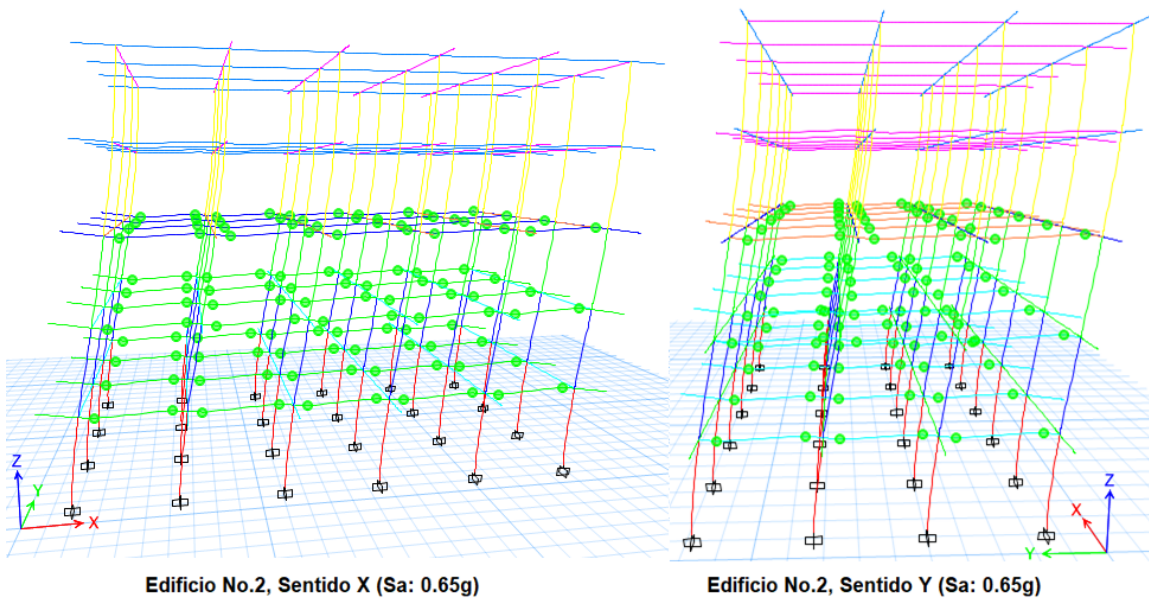 Z
Y
X
Z
X
Y
Edificio No.2, Sentido X (Sa: 0.65g)
Edificio No.2, Sentido Y (Sa: 0.65g)